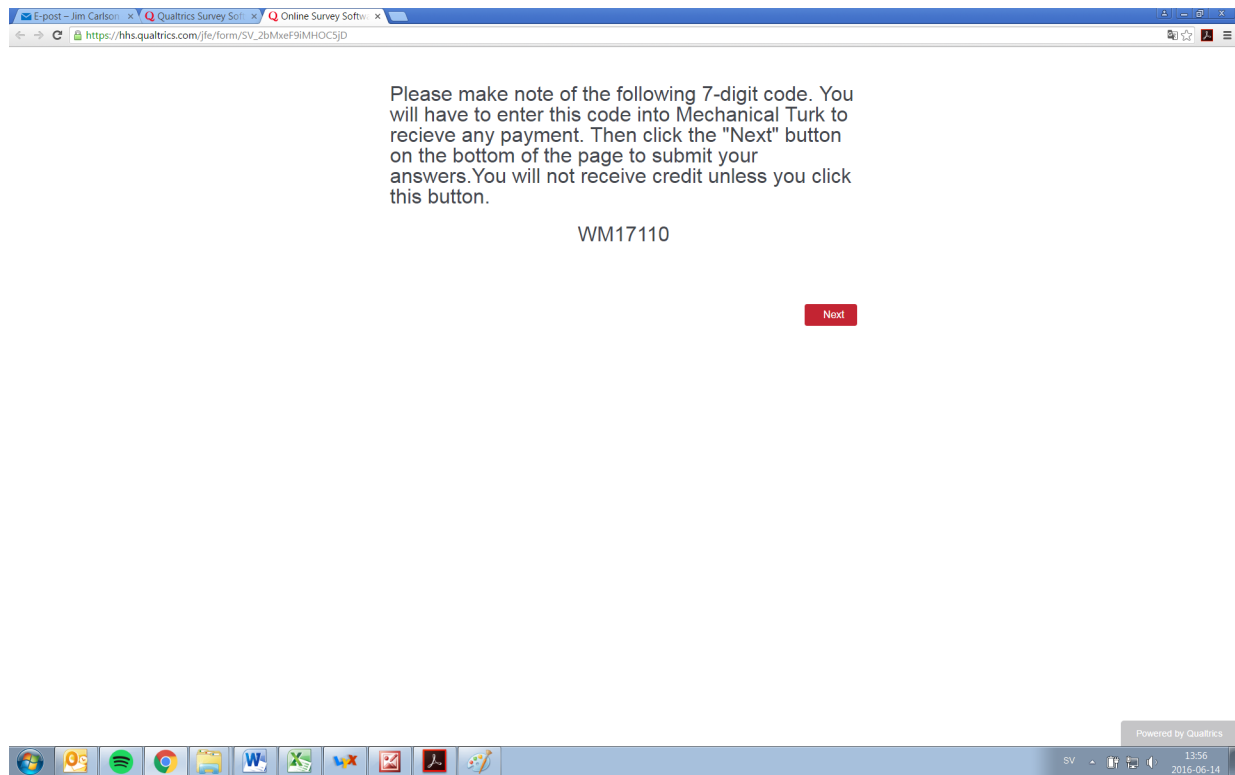 E-post – Jim Carlson
Qualtrics Survey Soft
Online Survey Softwa
https://hhs.qualtrics.com/jfe/form/SV_2bMxeF9iMHOC5jD
Please make note of the following 7-digit code. You
will have to enter this code into Mechanical Turk to
recieve any payment. Then click the "Next" button
on the bottom of the page to submit your
answers.You will not receive credit unless you click
this button.
WM17110
Next
Powered by Qualtrics
SV
13:56
2016-06-14